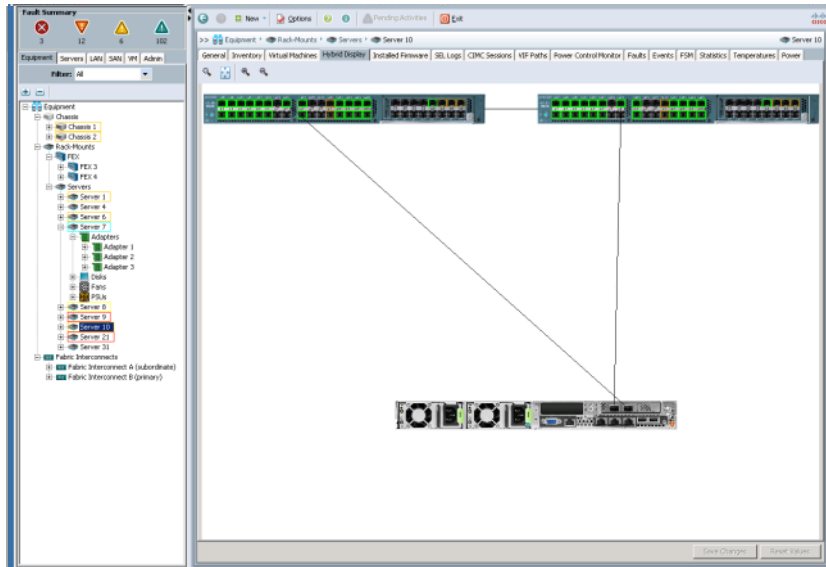 Fault Summary
3 12 6 102
New Options Pending Activities Exit
>> Equipment Rack-Mounts Servers Server 10 Server 10
Equipment Servers LAN SAN VM Admin
General Inventory Virtual Machines Hybrid Display Installed Firmware SEL Logs CIMC Sessions VIF Paths Power Control Monitor Faults Events FSM Statistics Temperatures Power
Filter: All
Equipment
Chassis
Chassis 1
Chassis 2
Rack-Mounts
FEX
FEX 3
FEX 4
Servers
Server 1
Server 4
Server 6
Server 7
Adapters
Adapter 1
Adapter 2
Adapter 3
Disks
Fans
PSUs
Server 8
Server 9
Server 10
Server 21
Server 31
Fabric Interconnects
Fabric Interconnect A (subordinate)
Fabric Interconnect B (primary)
Save Changes Reset Values